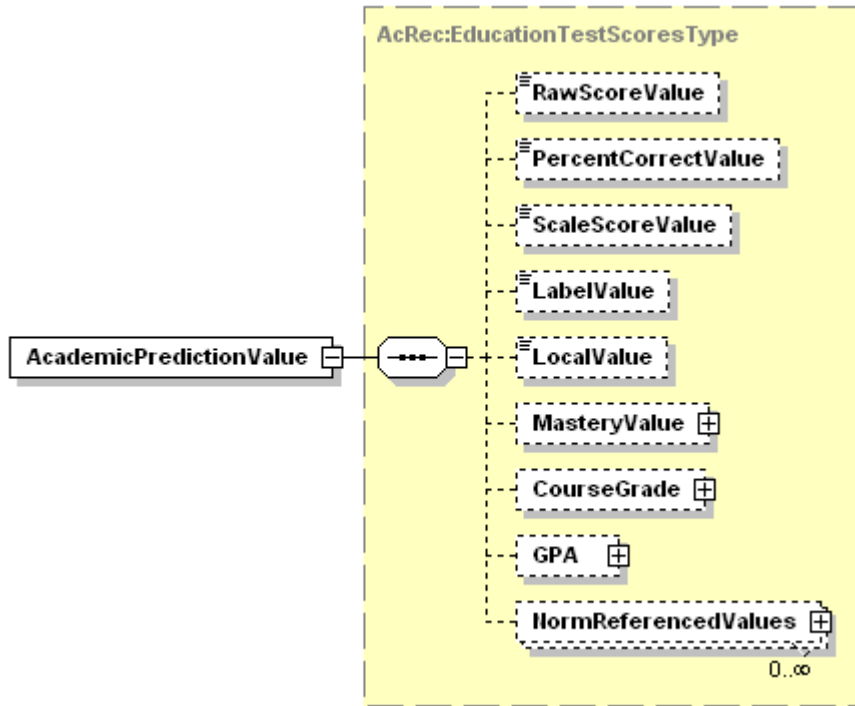 AcRec:EducationTestScoresType
RawScoreValue
PercentCorrectValue
ScaleScoreValue
LabelValue
AcademicPredictionValue
LocalValue
MasteryValue
CourseGrade
GPA
NormReferencedValues
0..∞